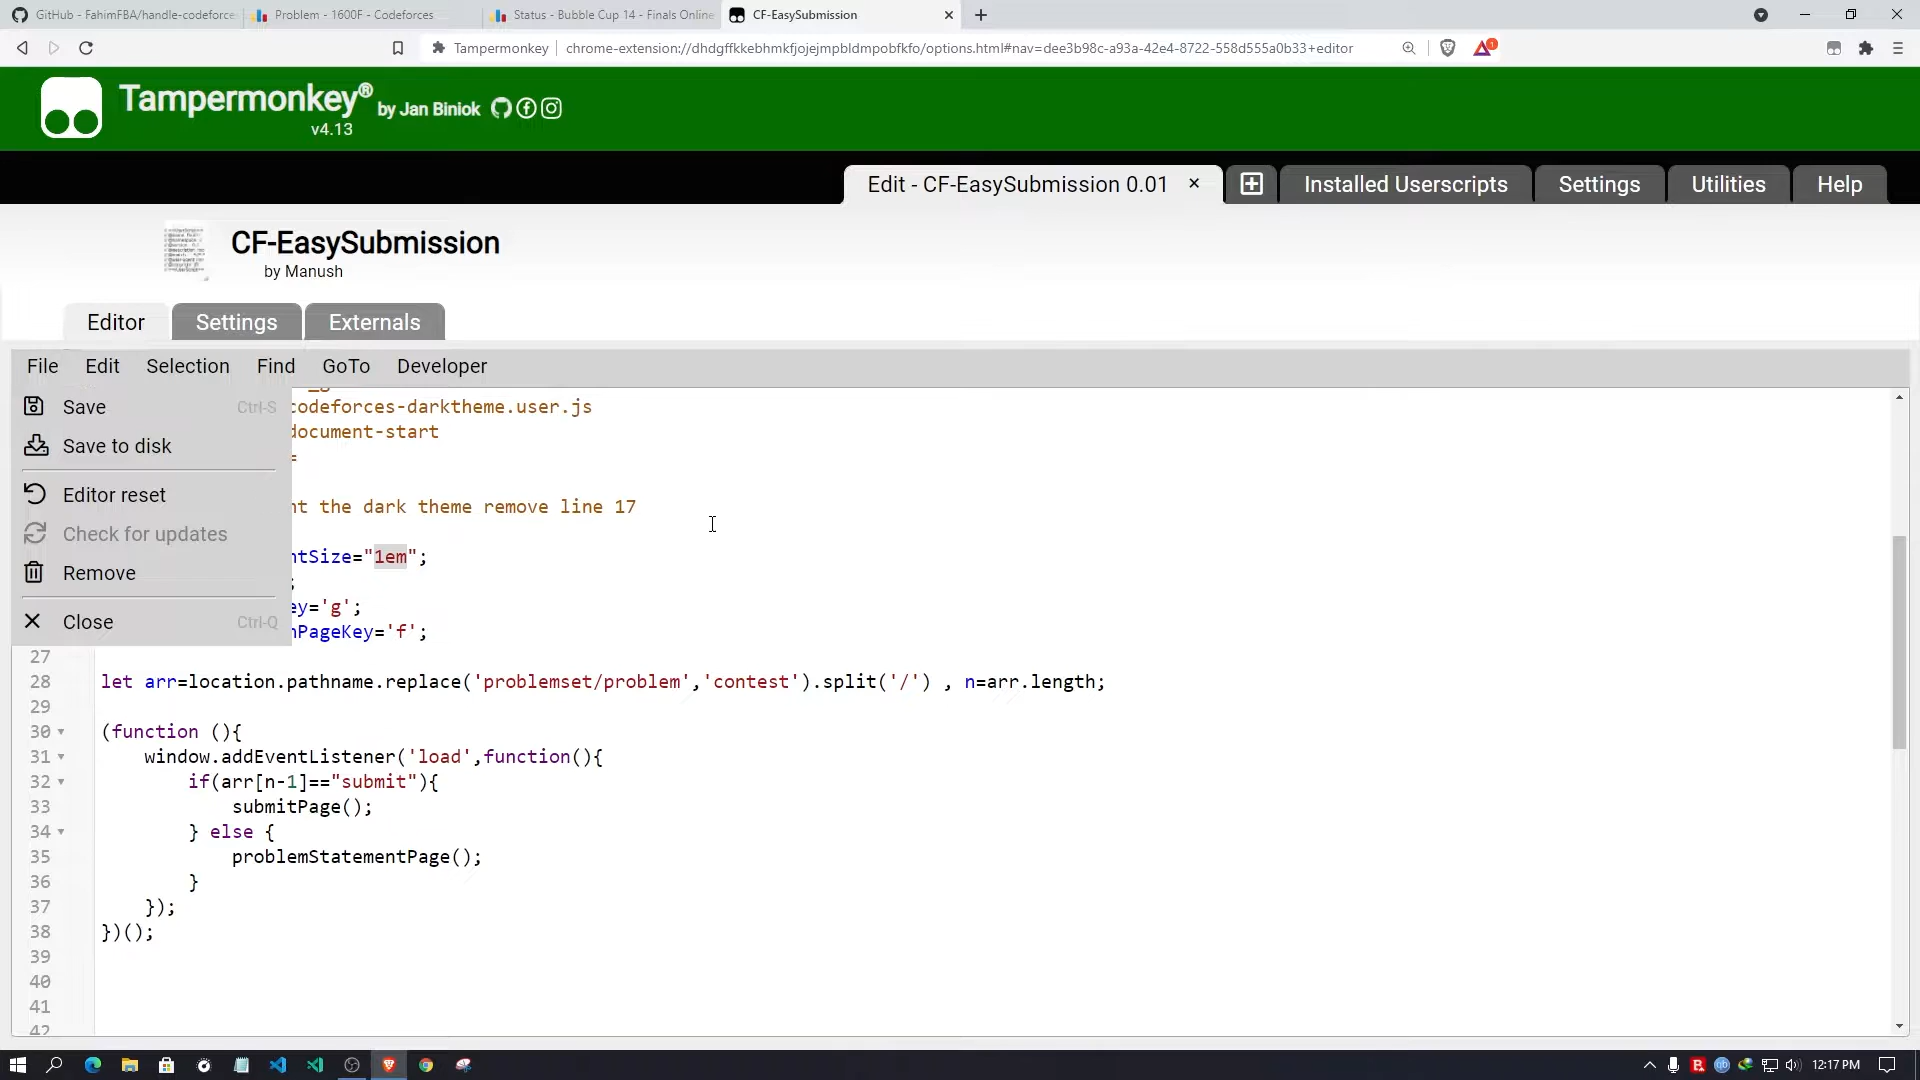 GitHub - FahimFBA/handle-codeforce
Problem - 1600F - Codeforces
Status - Bubble Cup 14 - Finals Online
CF-EasySubmission
Tampermonkey
chrome-extension://dhdgffkkebhmkfjojejmpbldmpobfkfo/options.html#nav=dee3b98c-a93a-42e4-8722-558d555a0b33+editor
1
Tampermonkey® by Jan Biniok
v4.13
Edit - CF-EasySubmission 0.01 ×
Installed Userscripts
Settings
Utilities
Help
CF-EasySubmission
by Manush
Editor
Settings
Externals
File Edit Selection Find GoTo Developer
Save Ctrl-S
Save to disk
Editor reset
Check for updates
Remove
Close Ctrl-Q
codeforces-darktheme.user.js
document-start
=
nt the dark theme remove line 17
ntSize="1em";
;
ey='g';
nPageKey='f';
27
28 let arr=location.pathname.replace('problemset/problem','contest').split('/') , n=arr.length;
29
30 (function (){
31 window.addEventListener('load',function(){
32 if(arr[n-1]=="submit"){
33 submitPage();
34 } else {
35 problemStatementPage();
36 }
37 });
38 })();
39
40
41
42
12:17 PM